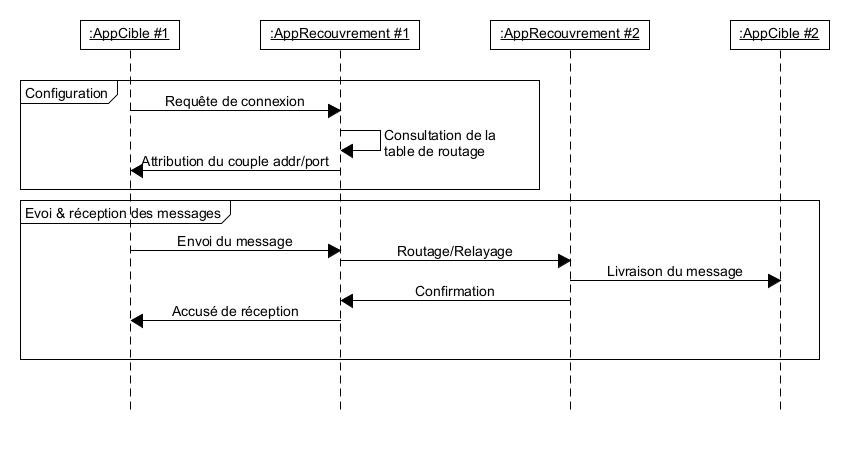 :AppCible #1
:AppRecouvrement #1
:AppRecouvrement #2
:AppCible #2
Configuration
Requête de connexion
Consultation de la
table de routage
Attribution du couple addr/port
Evoi & réception des messages
Envoi du message
Routage/Relayage
Livraison du message
Confirmation
Accusé de réception